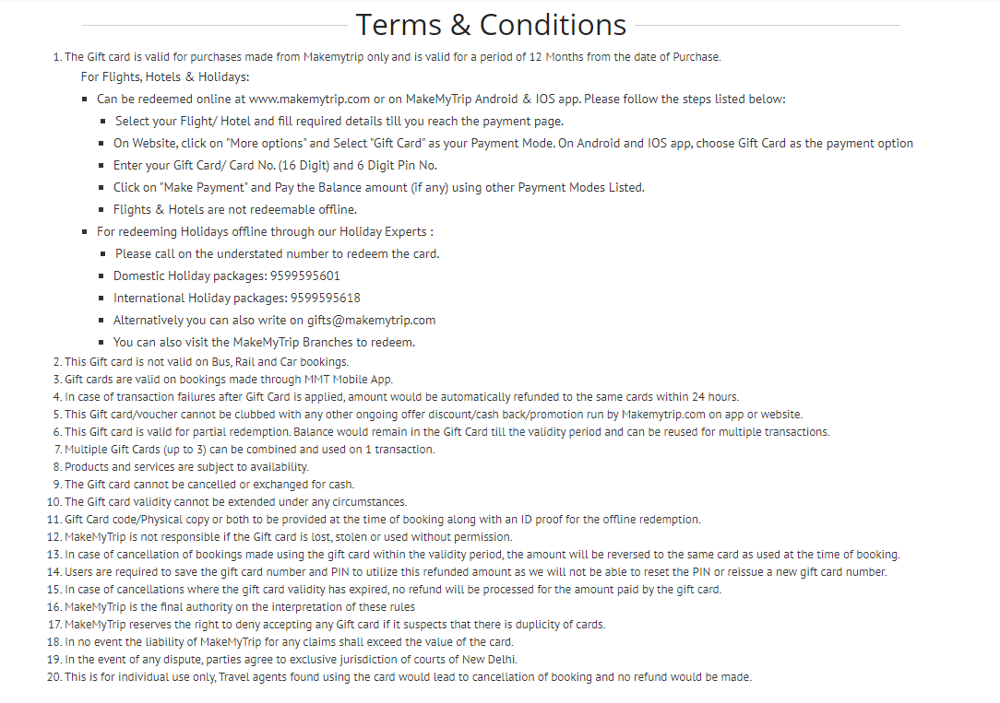 Terms & Conditions
1. The Gift card is valid for purchases made from Makemytrip only and is valid for a period of 12 Months from the date of Purchase.
For Flights, Hotels & Holidays:
▪ Can be redeemed online at www.makemytrip.com or on MakeMyTrip Android & IOS app. Please follow the steps listed below:
▪ Select your Flight/ Hotel and fill required details till you reach the payment page.
▪ On Website, click on "More options" and Select "Gift Card" as your Payment Mode. On Android and IOS app, choose Gift Card as the payment option
▪ Enter your Gift Card/ Card No. (16 Digit) and 6 Digit Pin No.
▪ Click on "Make Payment" and Pay the Balance amount (if any) using other Payment Modes Listed.
▪ Flights & Hotels are not redeemable offline.
▪ For redeeming Holidays offline through our Holiday Experts :
▪ Please call on the understated number to redeem the card.
▪ Domestic Holiday packages: 9599595601
▪ International Holiday packages: 9599595618
▪ Alternatively you can also write on gifts@makemytrip.com
▪ You can also visit the MakeMyTrip Branches to redeem.
2. This Gift card is not valid on Bus, Rail and Car bookings.
3. Gift cards are valid on bookings made through MMT Mobile App.
4. In case of transaction failures after Gift Card is applied, amount would be automatically refunded to the same cards within 24 hours.
5. This Gift card/voucher cannot be clubbed with any other ongoing offer discount/cash back/promotion run by Makemytrip.com on app or website.
6. This Gift card is valid for partial redemption. Balance would remain in the Gift Card till the validity period and can be reused for multiple transactions.
7. Multiple Gift Cards (up to 3) can be combined and used on 1 transaction.
8. Products and services are subject to availability.
9. The Gift card cannot be cancelled or exchanged for cash.
10. The Gift card validity cannot be extended under any circumstances.
11. Gift Card code/Physical copy or both to be provided at the time of booking along with an ID proof for the offline redemption.
12. MakeMyTrip is not responsible if the Gift card is lost, stolen or used without permission.
13. In case of cancellation of bookings made using the gift card within the validity period, the amount will be reversed to the same card as used at the time of booking.
14. Users are required to save the gift card number and PIN to utilize this refunded amount as we will not be able to reset the PIN or reissue a new gift card number.
15. In case of cancellations where the gift card validity has expired, no refund will be processed for the amount paid by the gift card.
16. MakeMyTrip is the final authority on the interpretation of these rules
17. MakeMyTrip reserves the right to deny accepting any Gift card if it suspects that there is duplicity of cards.
18. In no event the liability of MakeMyTrip for any claims shall exceed the value of the card.
19. In the event of any dispute, parties agree to exclusive jurisdiction of courts of New Delhi.
20. This is for individual use only, Travel agents found using the card would lead to cancellation of booking and no refund would be made.